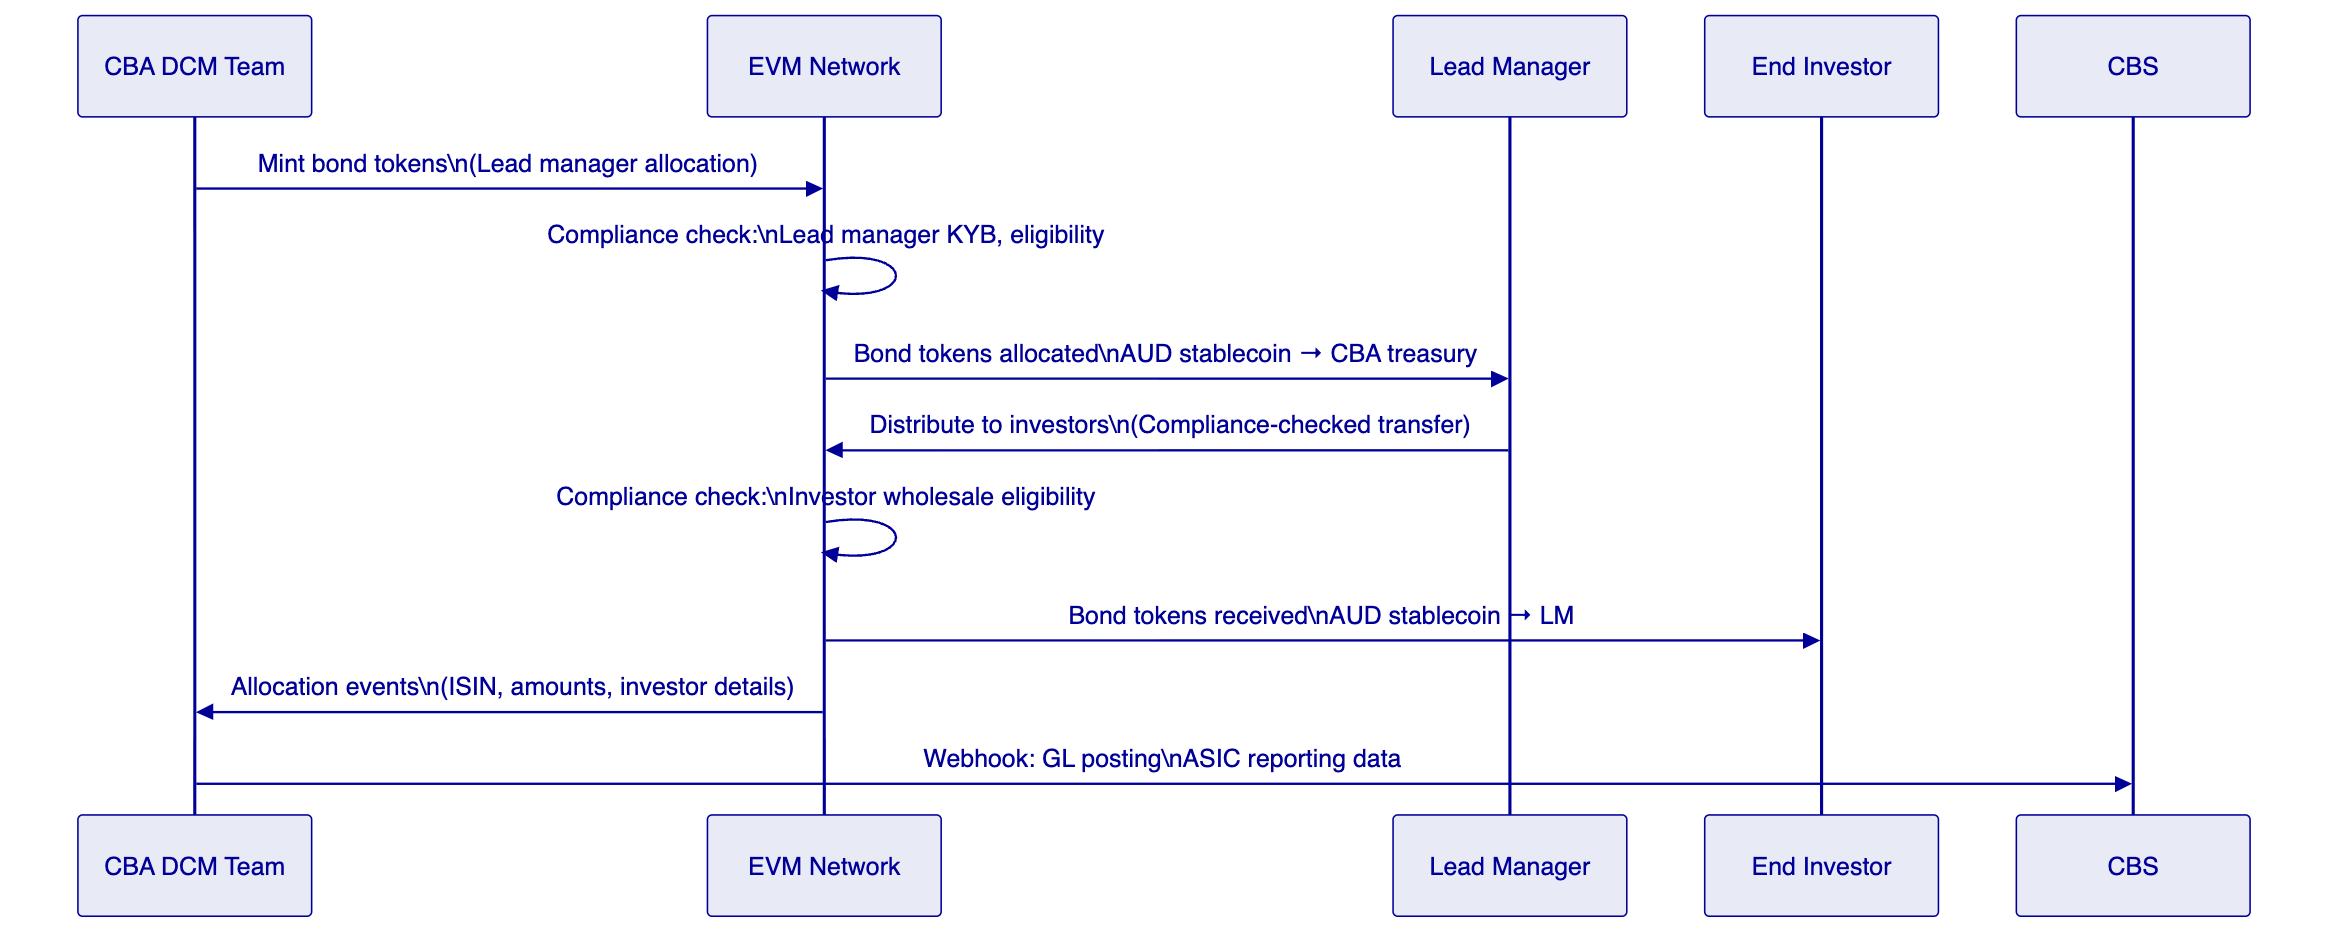 CBA DCM Team
EVM Network
Lead Manager
End Investor
CBS
Mint bond tokens\n(Lead manager allocation)
Compliance check:\nLead manager KYB, eligibility
Bond tokens allocated\nAUD stablecoin → CBA treasury
Distribute to investors\n(Compliance-checked transfer)
Compliance check:\nInvestor wholesale eligibility
Bond tokens received\nAUD stablecoin → LM
Allocation events\n(ISIN, amounts, investor details)
Webhook: GL posting\nASIC reporting data
CBA DCM Team
EVM Network
Lead Manager
End Investor
CBS